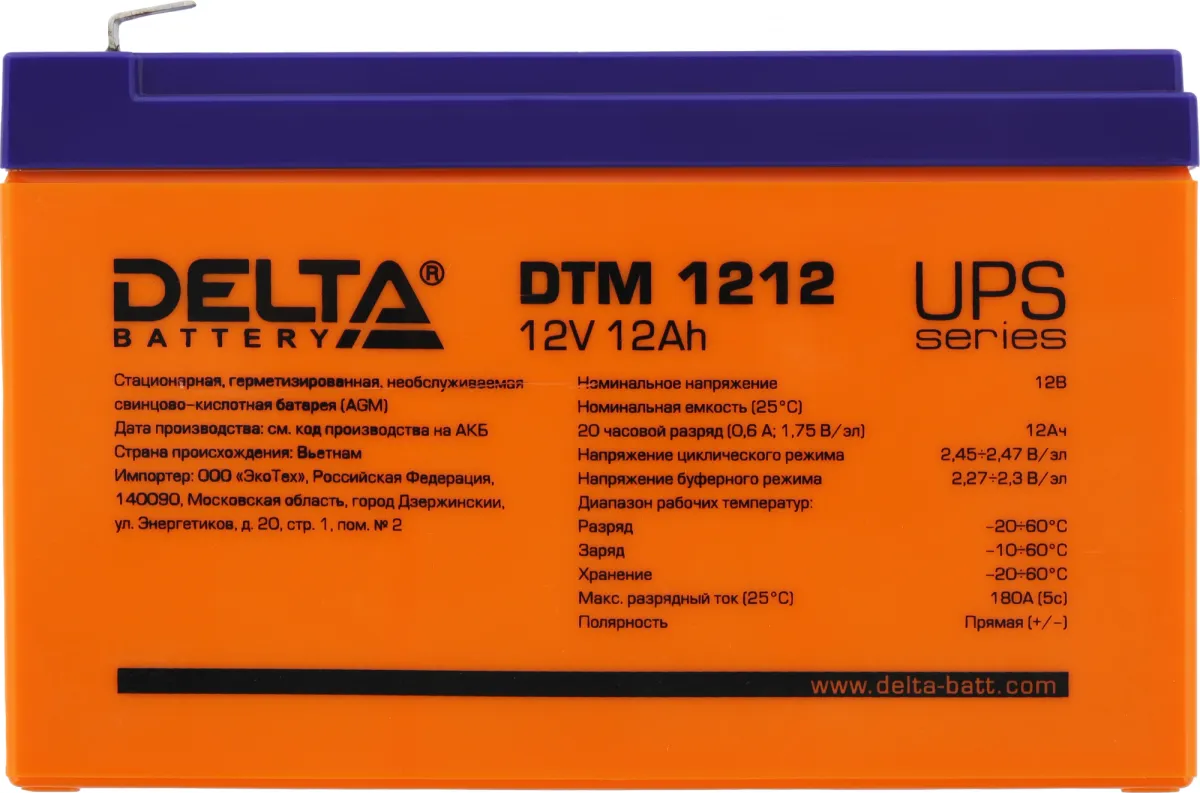 DELTA®
BATTERY
DTM 1212
12V 12Ah
UPS
series
Стационарная, герметизированная, необслуживаемая
свинцово-кислотная батарея (AGM)
Дата производства: см. код производства на АКБ
Страна происхождения: Вьетнам
Импортер: ООО «ЭкоТех», Российская Федерация,
140090, Московская область, город Дзержинский,
ул. Энергетиков, д. 20, стр. 1, пом. № 2
Номинальное напряжение 12В
Номинальная емкость (25°С)
20 часовой разряд (0,6 А; 1,75 В/эл) 12Ач
Напряжение циклического режима 2,45÷2,47 В/эл
Напряжение буферного режима 2,27÷2,3 В/эл
Диапазон рабочих температур:
Разряд -20÷60°С
Заряд -10÷60°С
Хранение -20÷60°С
Макс. разрядный ток (25°С) 180А (5с)
Полярность Прямая (+/-)
www.delta-batt.com